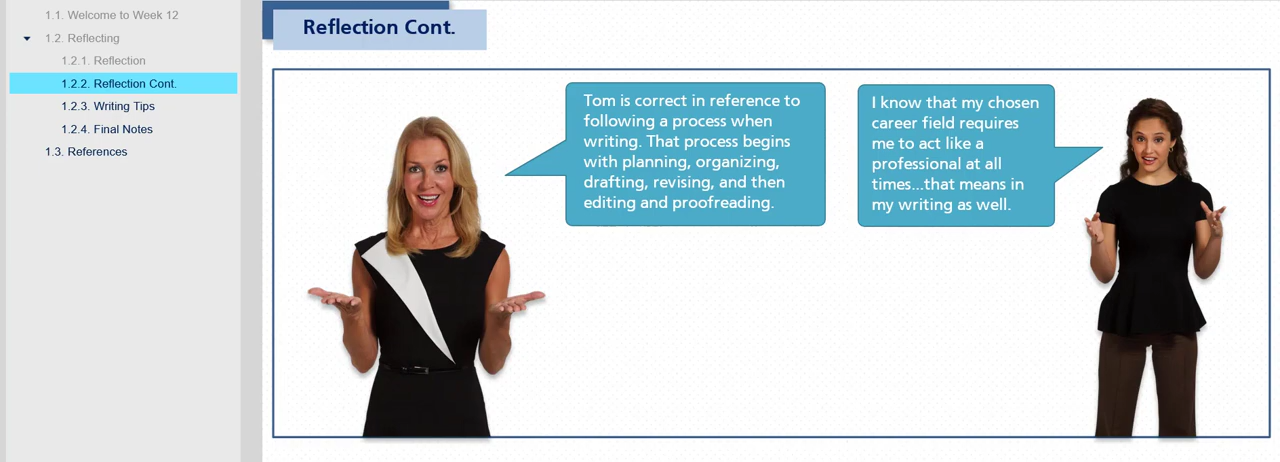 1.1. Welcome to Week 12
1.2. Reflecting
1.2.1. Reflection
1.2.2. Reflection Cont.
1.2.3. Writing Tips
1.2.4. Final Notes
1.3. References
Reflection Cont.
Tom is correct in reference to
following a process when
writing. That process begins
with planning, organizing,
drafting, revising, and then
editing and proofreading.
I know that my chosen
career field requires
me to act like a
professional at all
times...that means in
my writing as well.